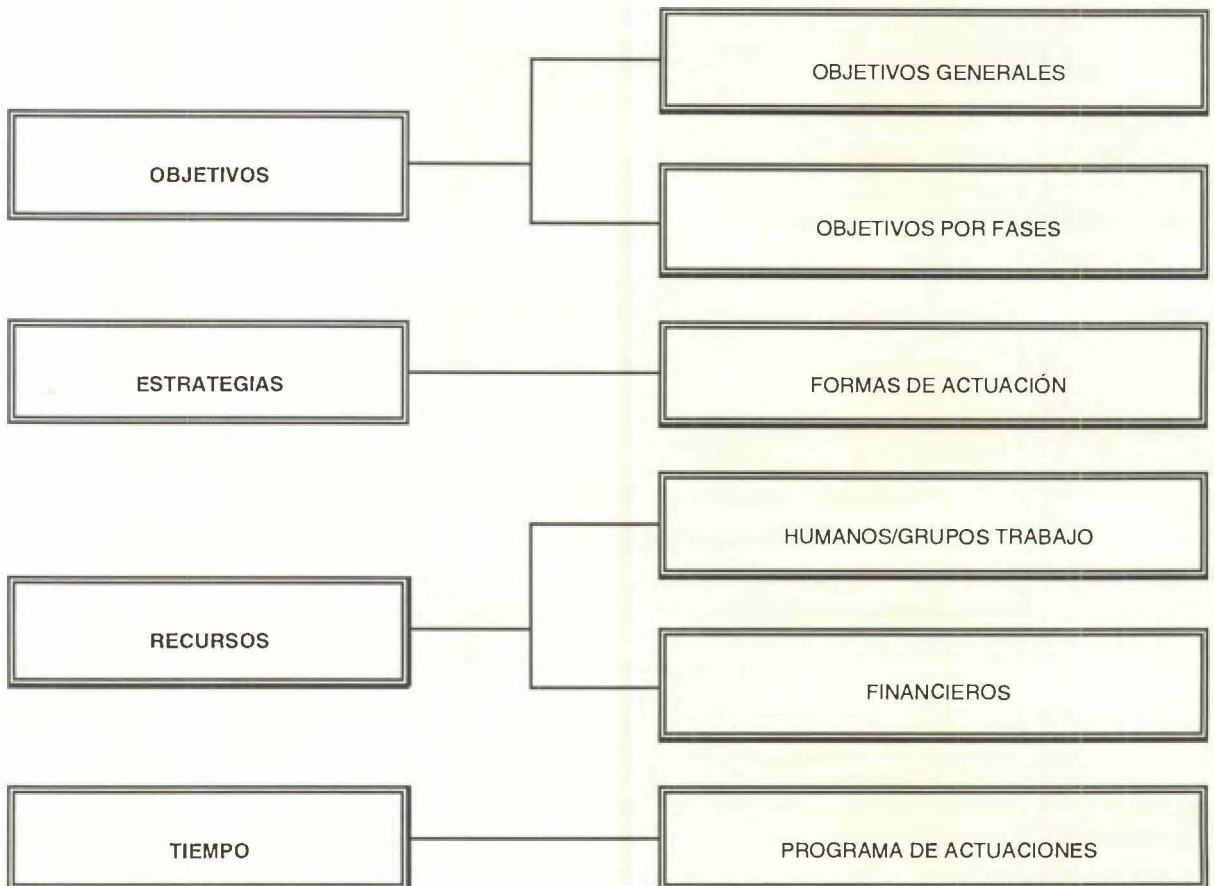 OBJETIVOS GENERALES
OBJETIVOS
OBJETIVOS POR FASES
ESTRATEGIAS
FORMAS DE ACTUACIÓN
HUMANOS/GRUPOS TRABAJO
RECURSOS
FINANCIEROS
TIEMPO
PROGRAMA DE ACTUACIONES